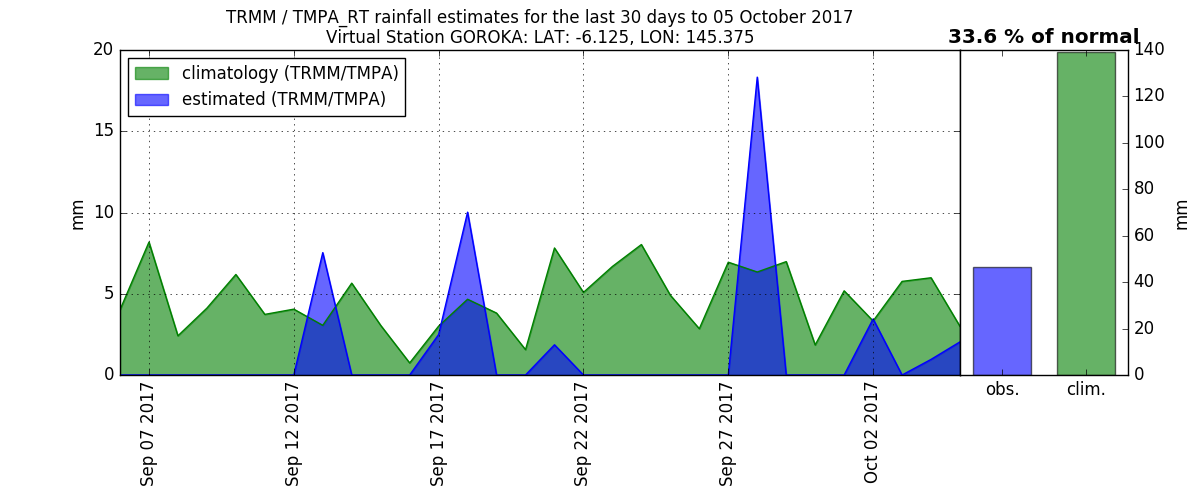 TRMM / TMPA_RT rainfall estimates for the last 30 days to 05 October 2017
Virtual Station GOROKA: LAT: -6.125, LON: 145.375
33.6 % of normal
climatology (TRMM/TMPA)
estimated (TRMM/TMPA)
mm
20
15
10
5
0
Sep 07 2017
Sep 12 2017
Sep 17 2017
Sep 22 2017
Sep 27 2017
Oct 02 2017
obs.
clim.
140
120
100
80
60
40
20
0
mm